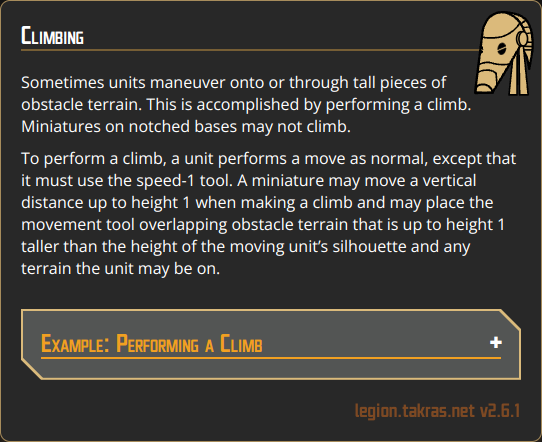 Climbing
Sometimes units maneuver onto or through tall pieces of
obstacle terrain. This is accomplished by performing a climb.
Miniatures on notched bases may not climb.
To perform a climb, a unit performs a move as normal, except that
it must use the speed-1 tool. A miniature may move a vertical
distance up to height 1 when making a climb and may place the
movement tool overlapping obstacle terrain that is up to height 1
taller than the height of the moving unit’s silhouette and any
terrain the unit may be on.
Example: Performing a Climb +
legion.takras.net v2.6.1